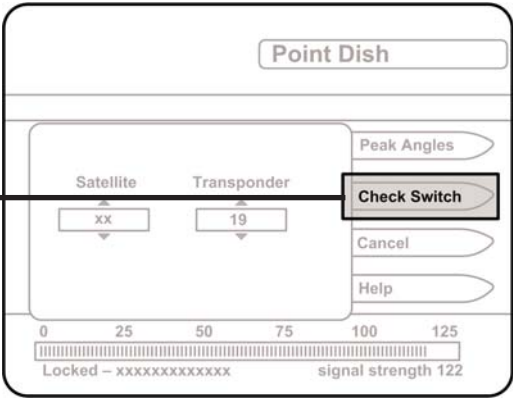 Point Dish
Peak Angles
Satellite Transponder
Check Switch
xx 19
Cancel
Help
0 25 50 75 100 125
Locked – xxxxxxxxxxxxx signal strength 122